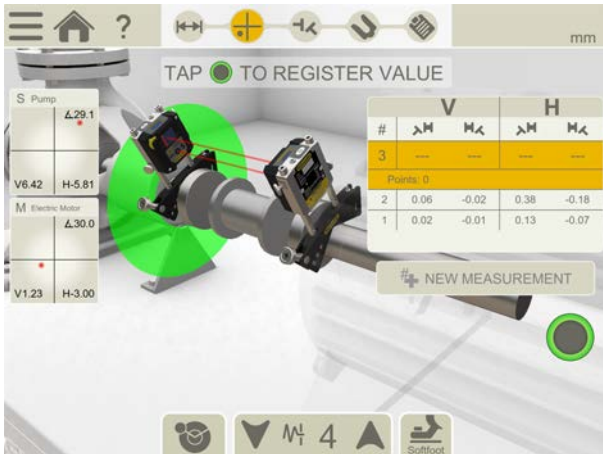 ?
mm
TAP TO REGISTER VALUE
S Pump
∡29.1
V6.42 H-5.81
M Electric Motor
∡30.0
V1.23 H-3.00
V H
#
3 --- --- --- ---
Points: 0
2 0.06 -0.02 0.38 -0.18
1 0.02 -0.01 0.13 -0.07
# NEW MEASUREMENT
4
Softfoot